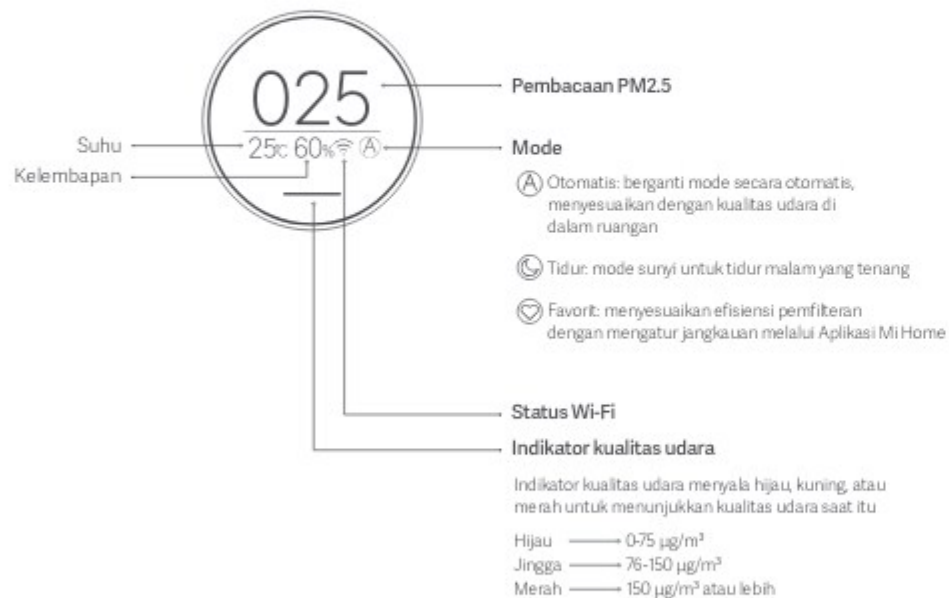 025
25°C 60% A
Suhu
Kelembapan
Pembacaan PM2.5
Mode
A Otomatis: berganti mode secara otomatis,
menyesuaikan dengan kualitas udara di
dalam ruangan
Tidur: mode sunyi untuk tidur malam yang tenang
Favorit: menyesuaikan efisiensi pemfilteran
dengan mengatur jangkauan melalui Aplikasi Mi Home
Status Wi-Fi
Indikator kualitas udara
Indikator kualitas udara menyala hijau, kuning, atau
merah untuk menunjukkan kualitas udara saat itu
Hijau 0-75 µg/m³
Jingga 76-150 µg/m³
Merah 150 µg/m³ atau lebih